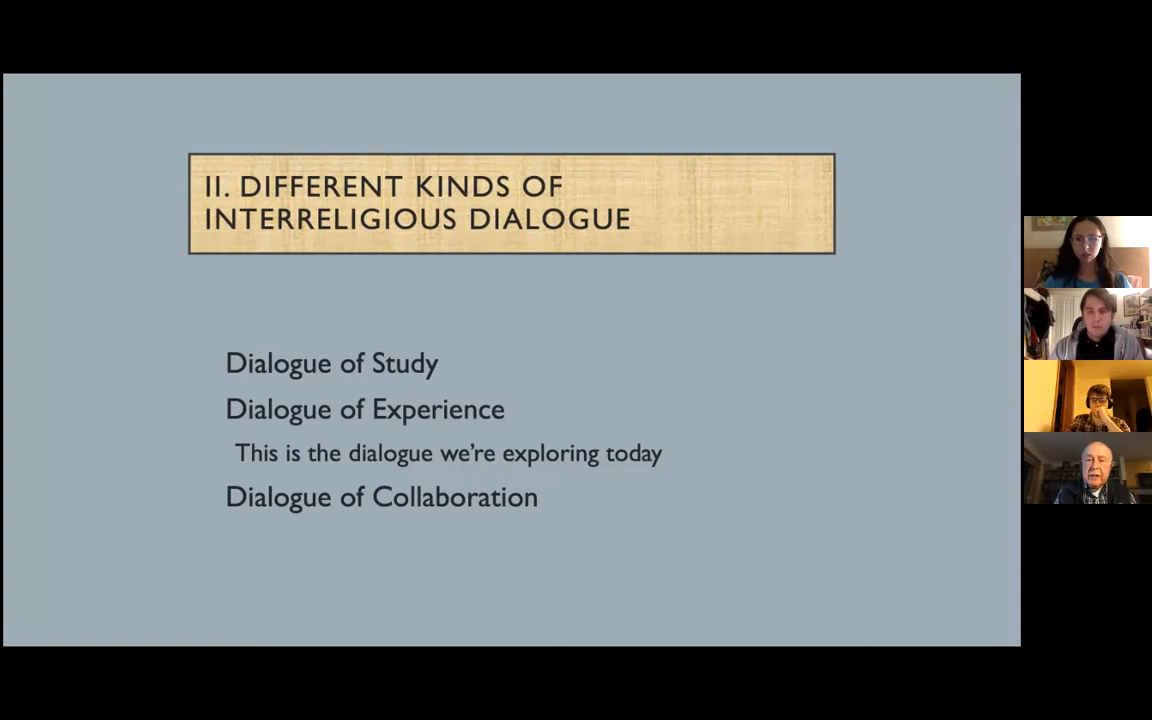 II. DIFFERENT KINDS OF
INTERRELIGIOUS DIALOGUE
Dialogue of Study
Dialogue of Experience
This is the dialogue we're exploring today
Dialogue of Collaboration